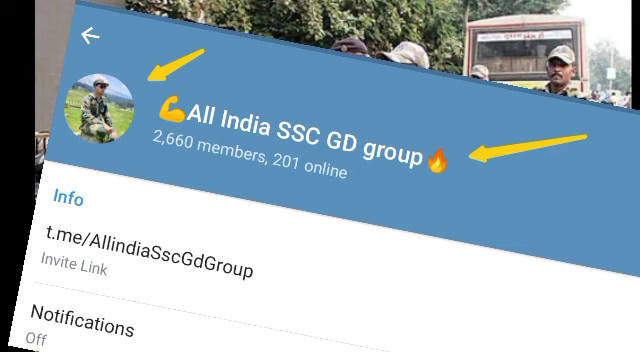 💪All India SSC GD group🔥
2,660 members, 201 online
Info
t.me/AllindiaSscGdGroup
Invite Link
Notifications
Off